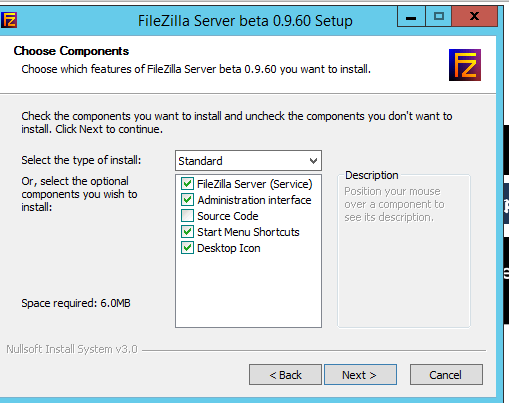 FileZilla Server beta 0.9.60 Setup
Choose Components
Choose which features of FileZilla Server beta 0.9.60 you want to install.
Check the components you want to install and uncheck the components you don't want to
install. Click Next to continue.
Select the type of install:
Standard
Or, select the optional
components you wish to
install:
FileZilla Server (Service)
Administration interface
Source Code
Start Menu Shortcuts
Desktop Icon
Description
Position your mouse
over a component to
see its description.
Space required: 6.0MB
Nullsoft Install System v3.0
< Back
Next >
Cancel